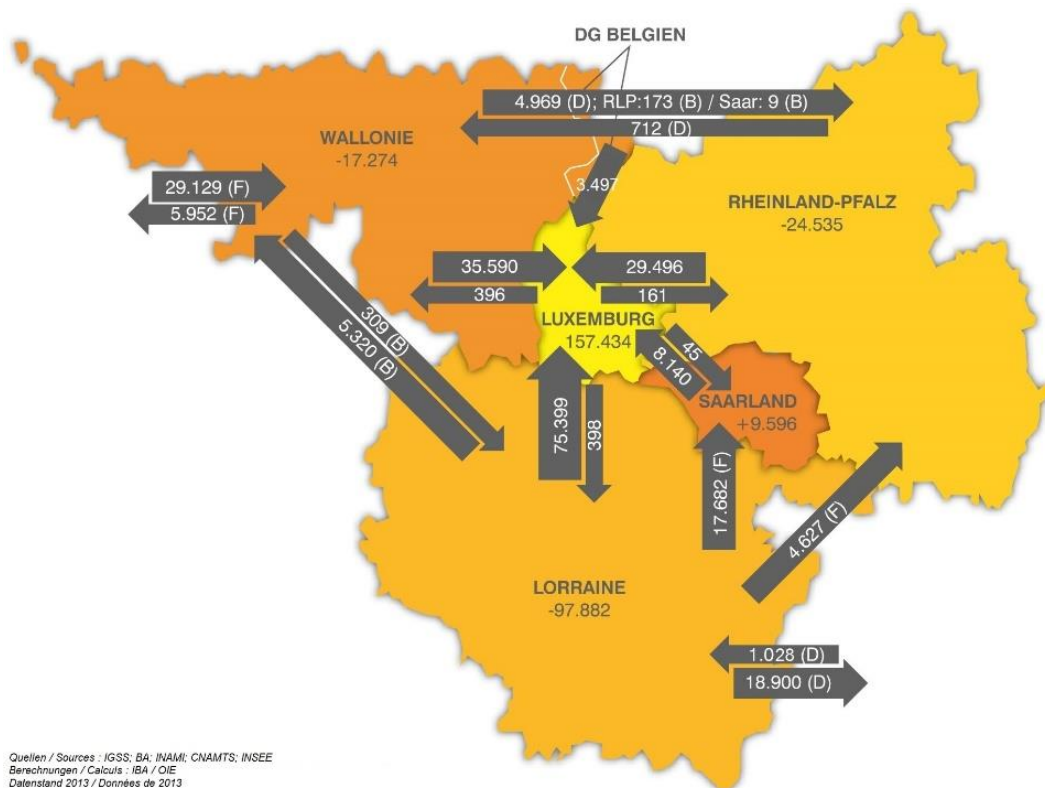 DG BELGIEN
4.969 (D); RLP:173 (B) / Saar: 9 (B)
712 (D)
WALLONIE
-17.274
3.497
29.129 (F)
5.952 (F)
RHEINLAND-PFALZ
-24.535
35.590
29.496
396
161
LUXEMBURG
157.434
309 (B)
5.320 (B)
45
8.140
SAARLAND
+9.596
75.399
398
17.682 (F)
4.627 (F)
LORRAINE
-97.882
1.028 (D)
18.900 (D)
Quellen / Sources : IGSS; BA; INAMI; CNAMTS; INSEE
Berechnungen / Calculs : IBA / OIE
Datenstand 2013 / Données de 2013